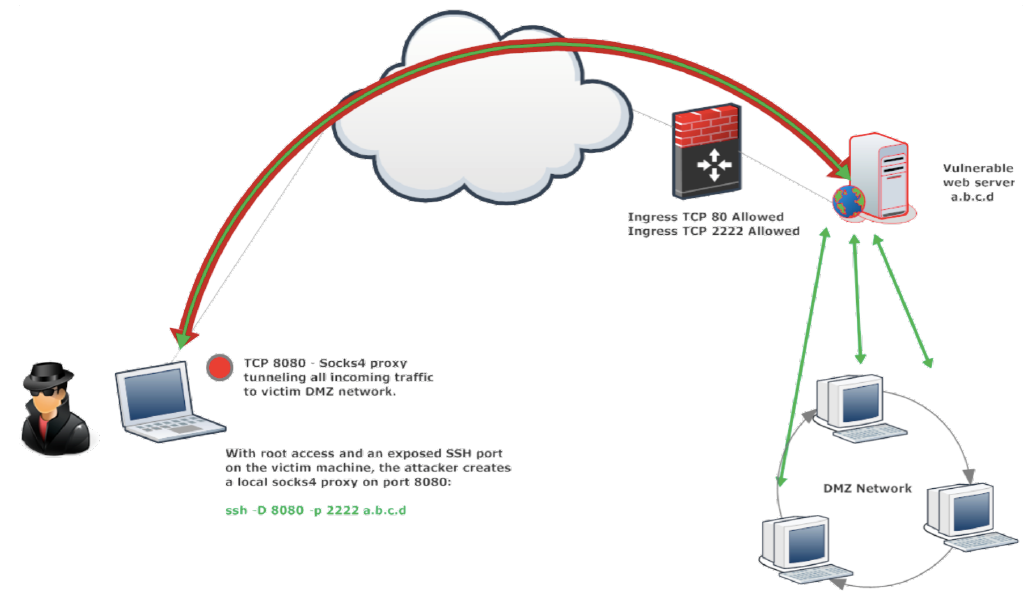 Vulnerable
web server
a.b.c.d
Ingress TCP 80 Allowed
Ingress TCP 2222 Allowed
TCP 8080 - Socks4 proxy
tunneling all incoming traffic
to victim DMZ network.
With root access and an exposed SSH port
on the victim machine, the attacker creates
a local socks4 proxy on port 8080:
ssh -D 8080 -p 2222 a.b.c.d
DMZ Network